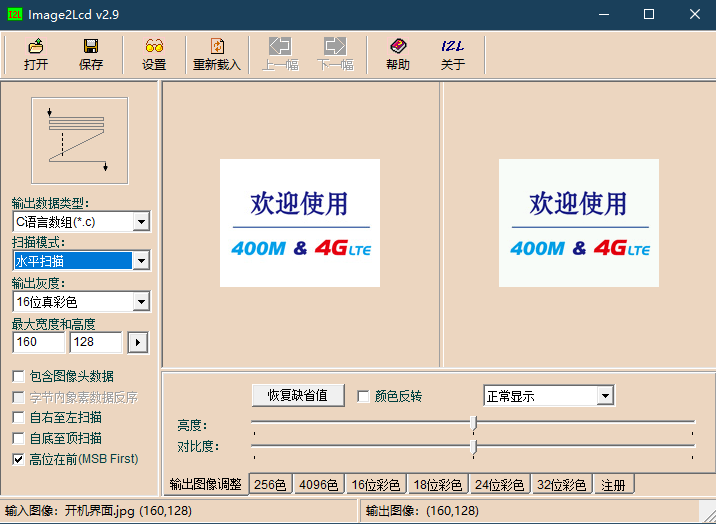 Image2Lcd v2.9
打开 保存 设置 重新载入 上一幅 下一幅 帮助 I2L 关于
输出数据类型:
C语言数组(*.c)
扫描模式:
水平扫描
输出灰度:
16位真彩色
最大宽度和高度
160 128
包含图像头数据
字节内象素数据反序
自右至左扫描
自底至顶扫描
高位在前(MSB First)
欢迎使用
400M & 4G LTE
欢迎使用
400M & 4G LTE
恢复缺省值 颜色反转 正常显示
亮度:
对比度:
输出图像调整 256色 4096色 16位彩色 18位彩色 24位彩色 32位彩色 注册
输入图像: 开机界面.jpg (160,128) 输出图像: (160,128)